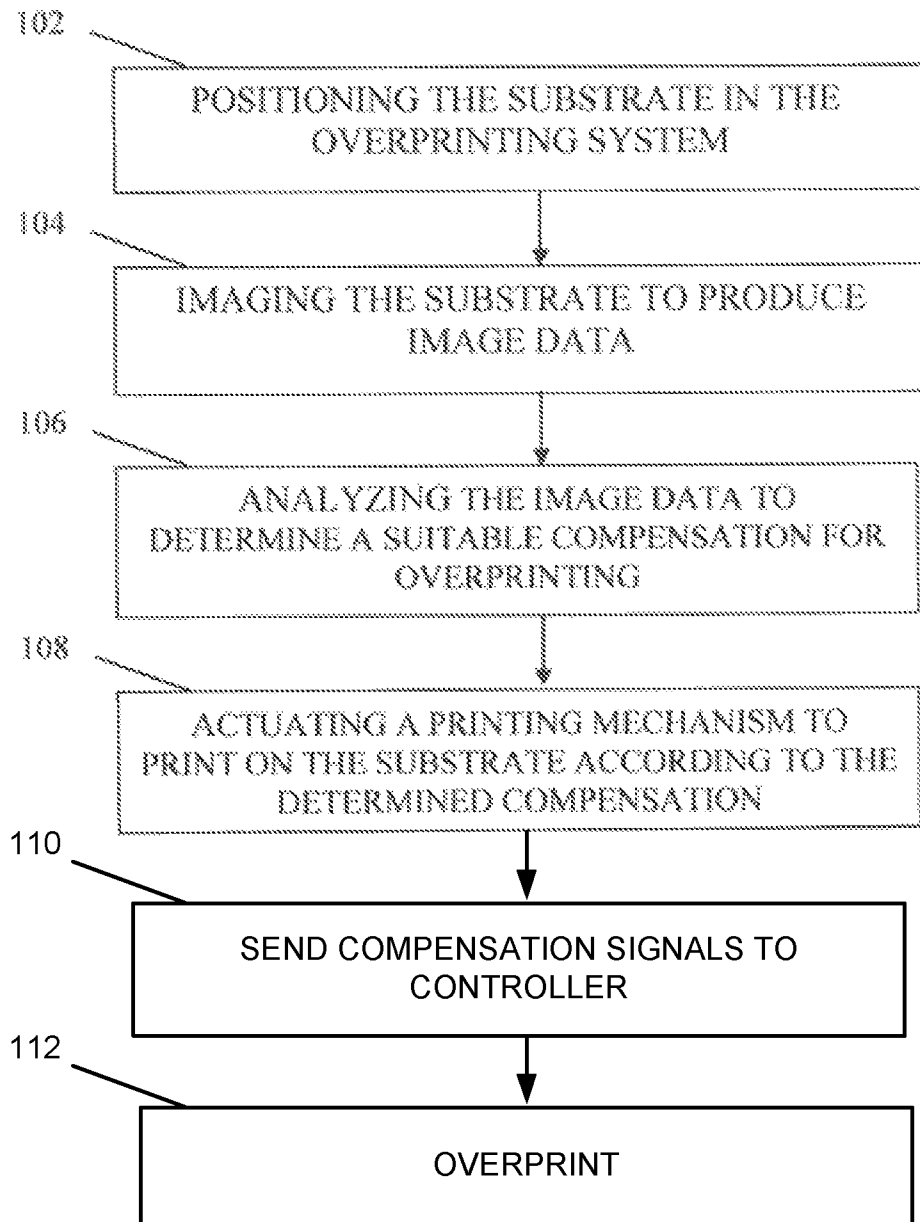 102
POSITIONING THE SUBSTRATE IN THE
OVERPRINTING SYSTEM
104
IMAGING THE SUBSTRATE TO PRODUCE
IMAGE DATA
106
ANALYZING THE IMAGE DATA TO
DETERMINE A SUITABLE COMPENSATION FOR
OVERPRINTING
108
ACTUATING A PRINTING MECHANISM TO
PRINT ON THE SUBSTRATE ACCORDING TO THE
DETERMINED COMPENSATION
110
SEND COMPENSATION SIGNALS TO
CONTROLLER
112
OVERPRINT